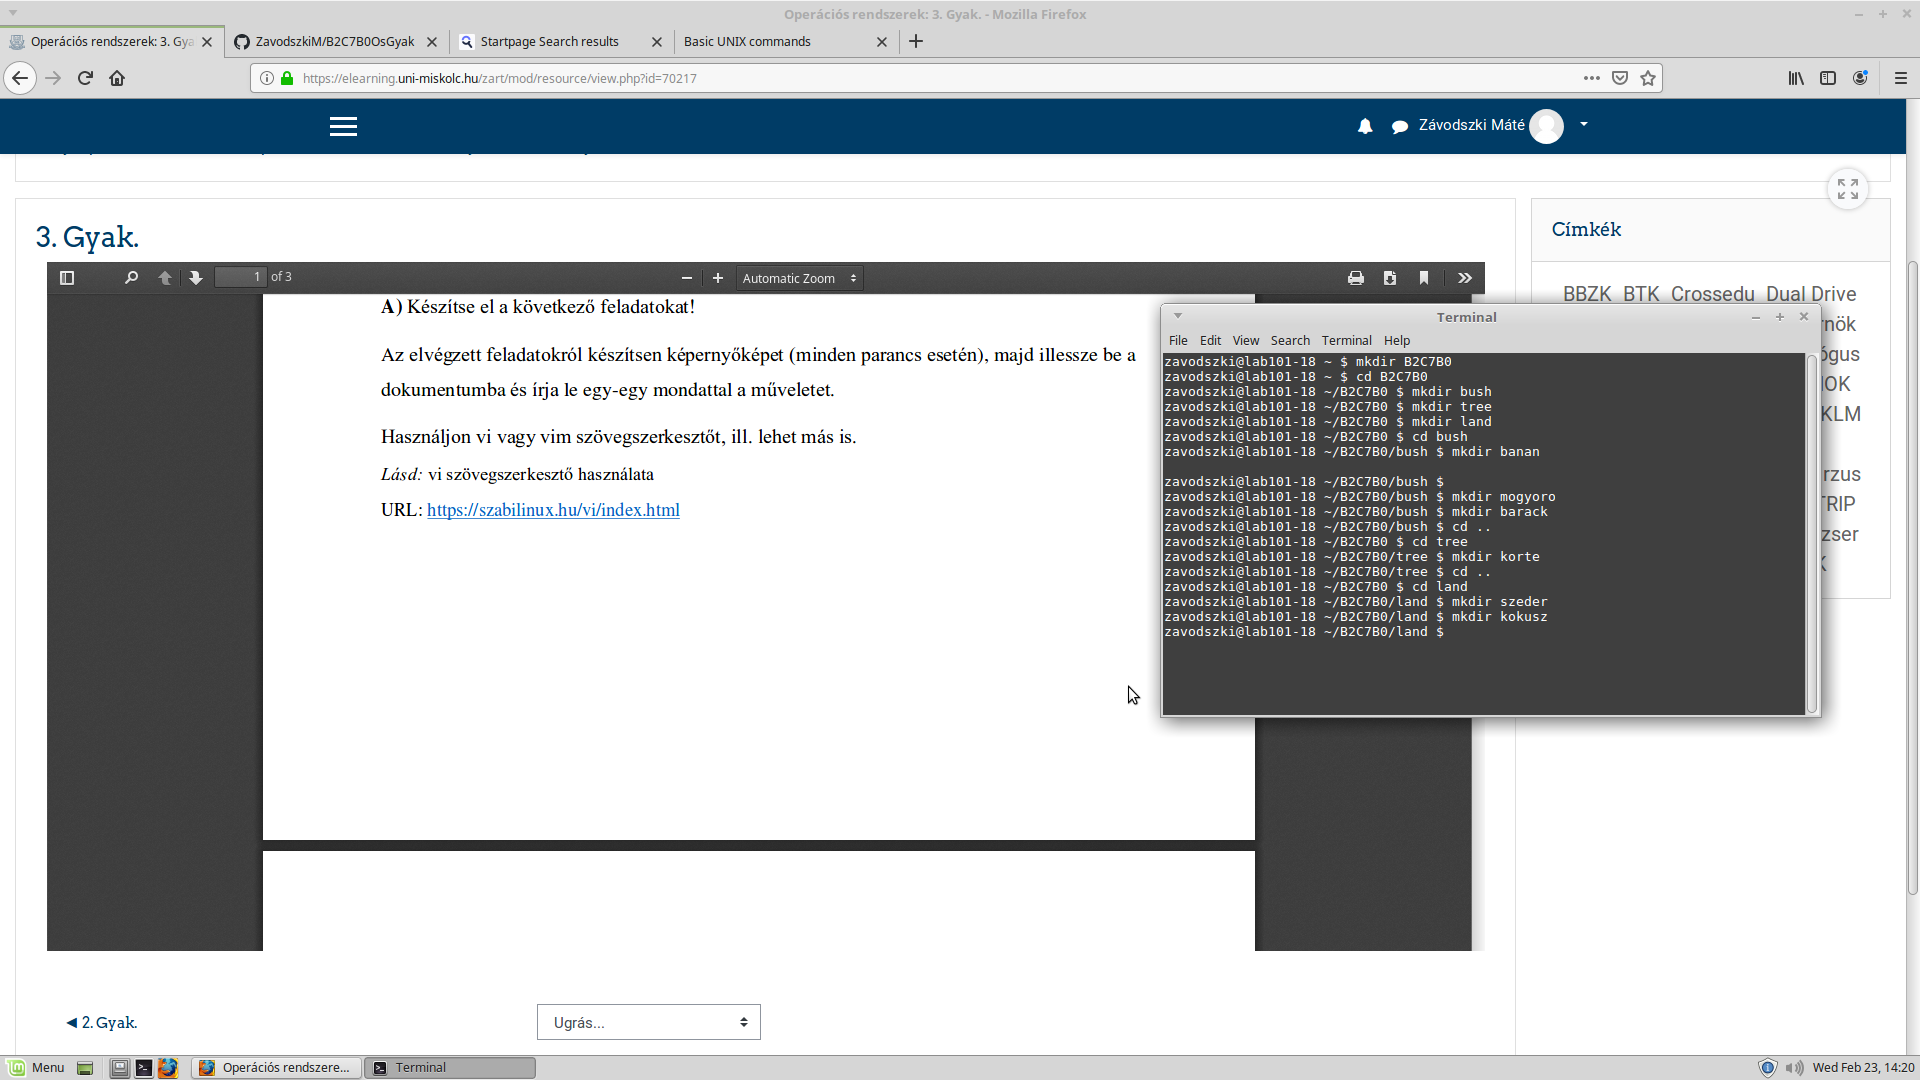 Operációs rendszerek: 3. Gyak. - Mozilla Firefox
Operációs rendszerek: 3. Gya
ZavodszkiM/B2C7B0OsGyak
Startpage Search results
Basic UNIX commands
https://elearning.uni-miskolc.hu/zart/mod/resource/view.php?id=70217
Závodszki Máté
3. Gyak.
1 of 3
Automatic Zoom
A) Készítse el a következő feladatokat!
Az elvégzett feladatokról készítsen képernyőképet (minden parancs esetén), majd illessze be a
dokumentumba és írja le egy-egy mondattal a műveletet.
Használjon vi vagy vim szövegszerkesztőt, ill. lehet más is.
Lásd: vi szövegszerkesztő használata
URL: https://szabilinux.hu/vi/index.html
Címkék
BBZK BTK Crossedu Dual Drive
nök
ógus
IOK
KLM
rzus
TRIP
zser
K
Terminal
File Edit View Search Terminal Help
zavodszki@lab101-18 ~ $ mkdir B2C7B0
zavodszki@lab101-18 ~ $ cd B2C7B0
zavodszki@lab101-18 ~/B2C7B0 $ mkdir bush
zavodszki@lab101-18 ~/B2C7B0 $ mkdir tree
zavodszki@lab101-18 ~/B2C7B0 $ mkdir land
zavodszki@lab101-18 ~/B2C7B0 $ cd bush
zavodszki@lab101-18 ~/B2C7B0/bush $ mkdir banan
zavodszki@lab101-18 ~/B2C7B0/bush $
zavodszki@lab101-18 ~/B2C7B0/bush $ mkdir mogyoro
zavodszki@lab101-18 ~/B2C7B0/bush $ mkdir barack
zavodszki@lab101-18 ~/B2C7B0/bush $ cd ..
zavodszki@lab101-18 ~/B2C7B0 $ cd tree
zavodszki@lab101-18 ~/B2C7B0/tree $ mkdir korte
zavodszki@lab101-18 ~/B2C7B0/tree $ cd ..
zavodszki@lab101-18 ~/B2C7B0 $ cd land
zavodszki@lab101-18 ~/B2C7B0/land $ mkdir szeder
zavodszki@lab101-18 ~/B2C7B0/land $ mkdir kokusz
zavodszki@lab101-18 ~/B2C7B0/land $
◀ 2. Gyak.
Ugrás...
Menu
Operációs rendszere...
Terminal
Wed Feb 23, 14:20